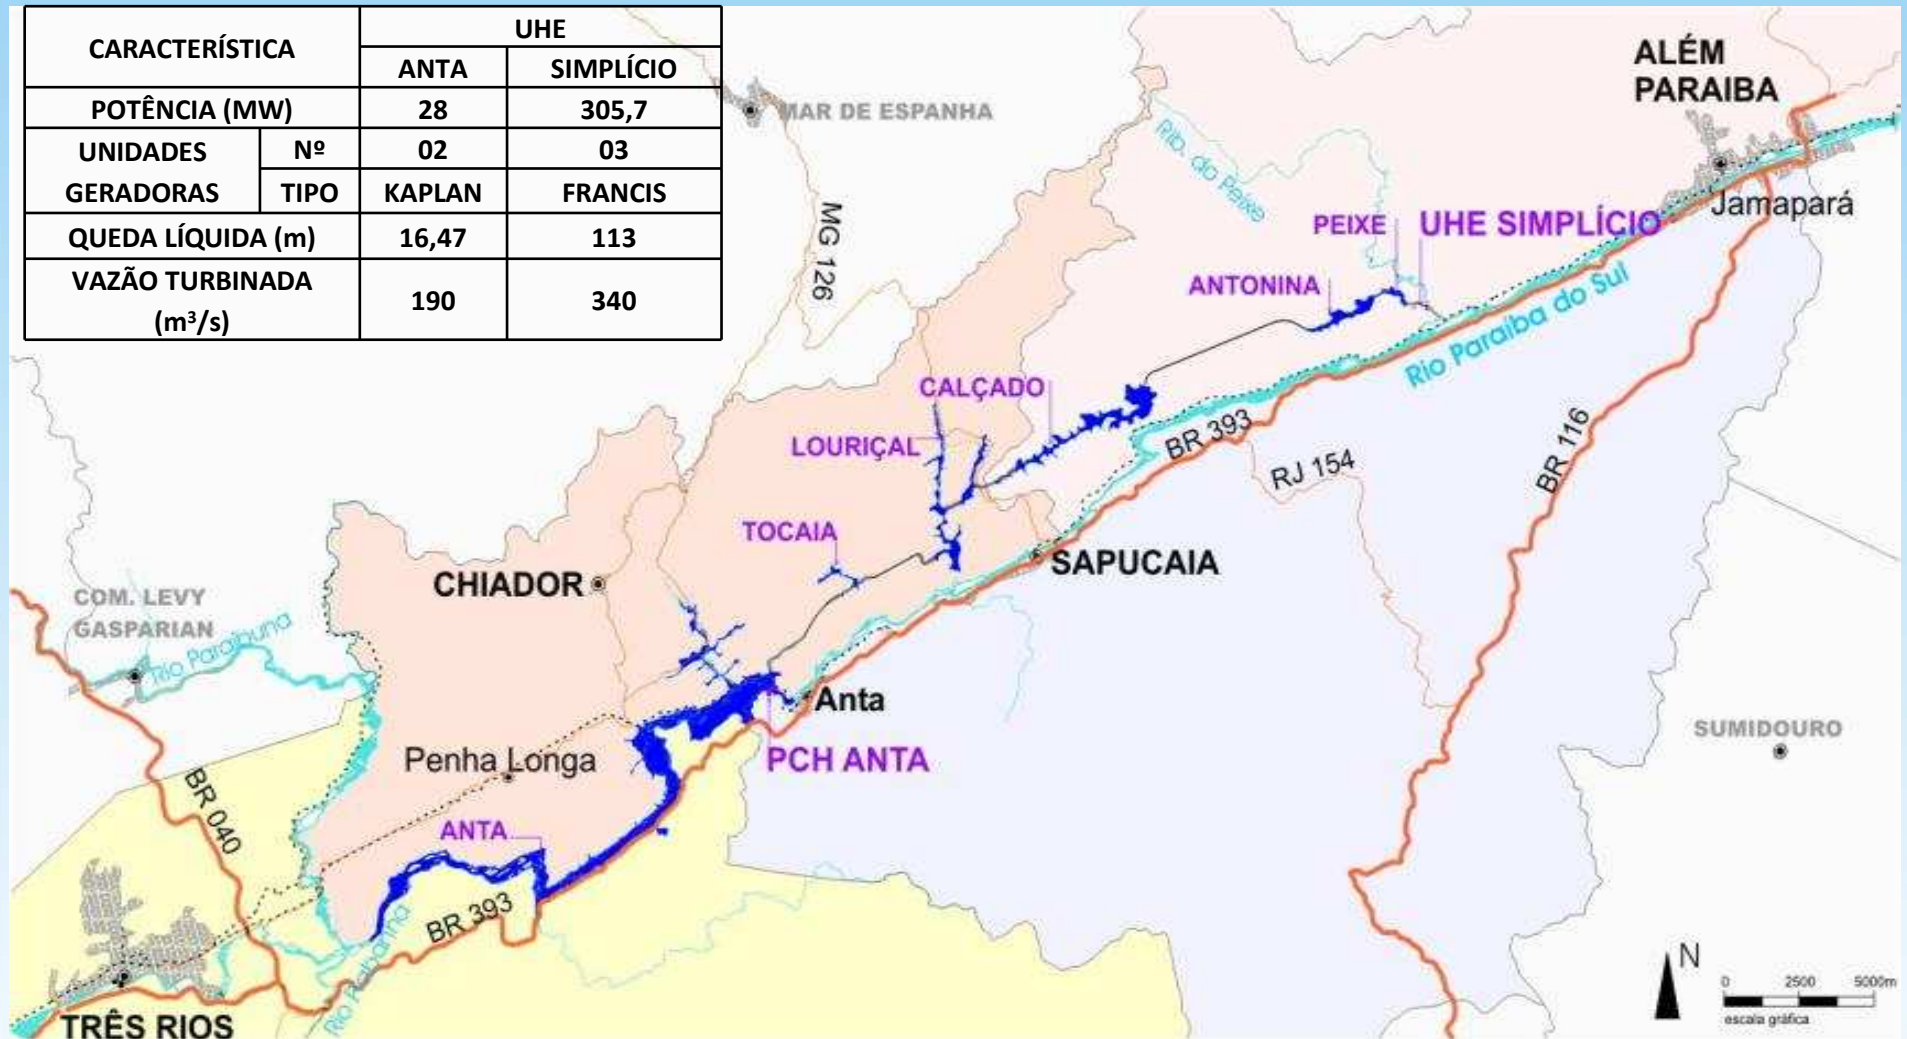 CARACTERÍSTICA
UHE
ANTA
SIMPLÍCIO
POTÊNCIA (MW)
28
305,7
UNIDADES
GERADORAS
Nº
02
03
TIPO
KAPLAN
FRANCIS
QUEDA LÍQUIDA (m)
16,47
113
VAZÃO TURBINADA
(m³/s)
190
340
MAR DE ESPANHA
ALÉM
PARAIBA
Rib. do Peixe
MG 126
PEIXE
UHE SIMPLÍCIO
Jamapará
ANTONINA
Rio Paraiba do Sul
CALÇADO
LOURIÇAL
BR 393
RJ 154
BR 116
TOCAIA
SAPUCAIA
CHIADOR
COM. LEVY
GASPARIAN
Rio Paraibuna
Anta
SUMIDOURO
Penha Longa
PCH ANTA
BR 040
ANTA
BR 393
TRÊS RIOS
N
0 2500 5000m
escala gráfica